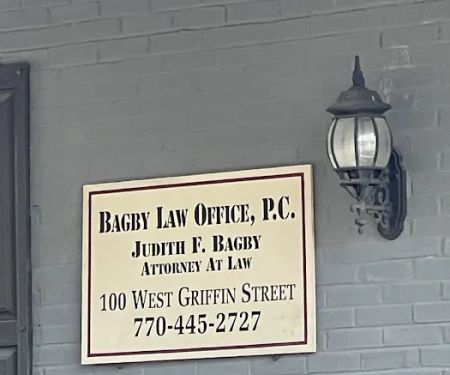 BAGBY LAW OFFICE, P.C.
JUDITH F. BAGBY
ATTORNEY AT LAW
100 WEST GRIFFIN STREET
770-445-2727